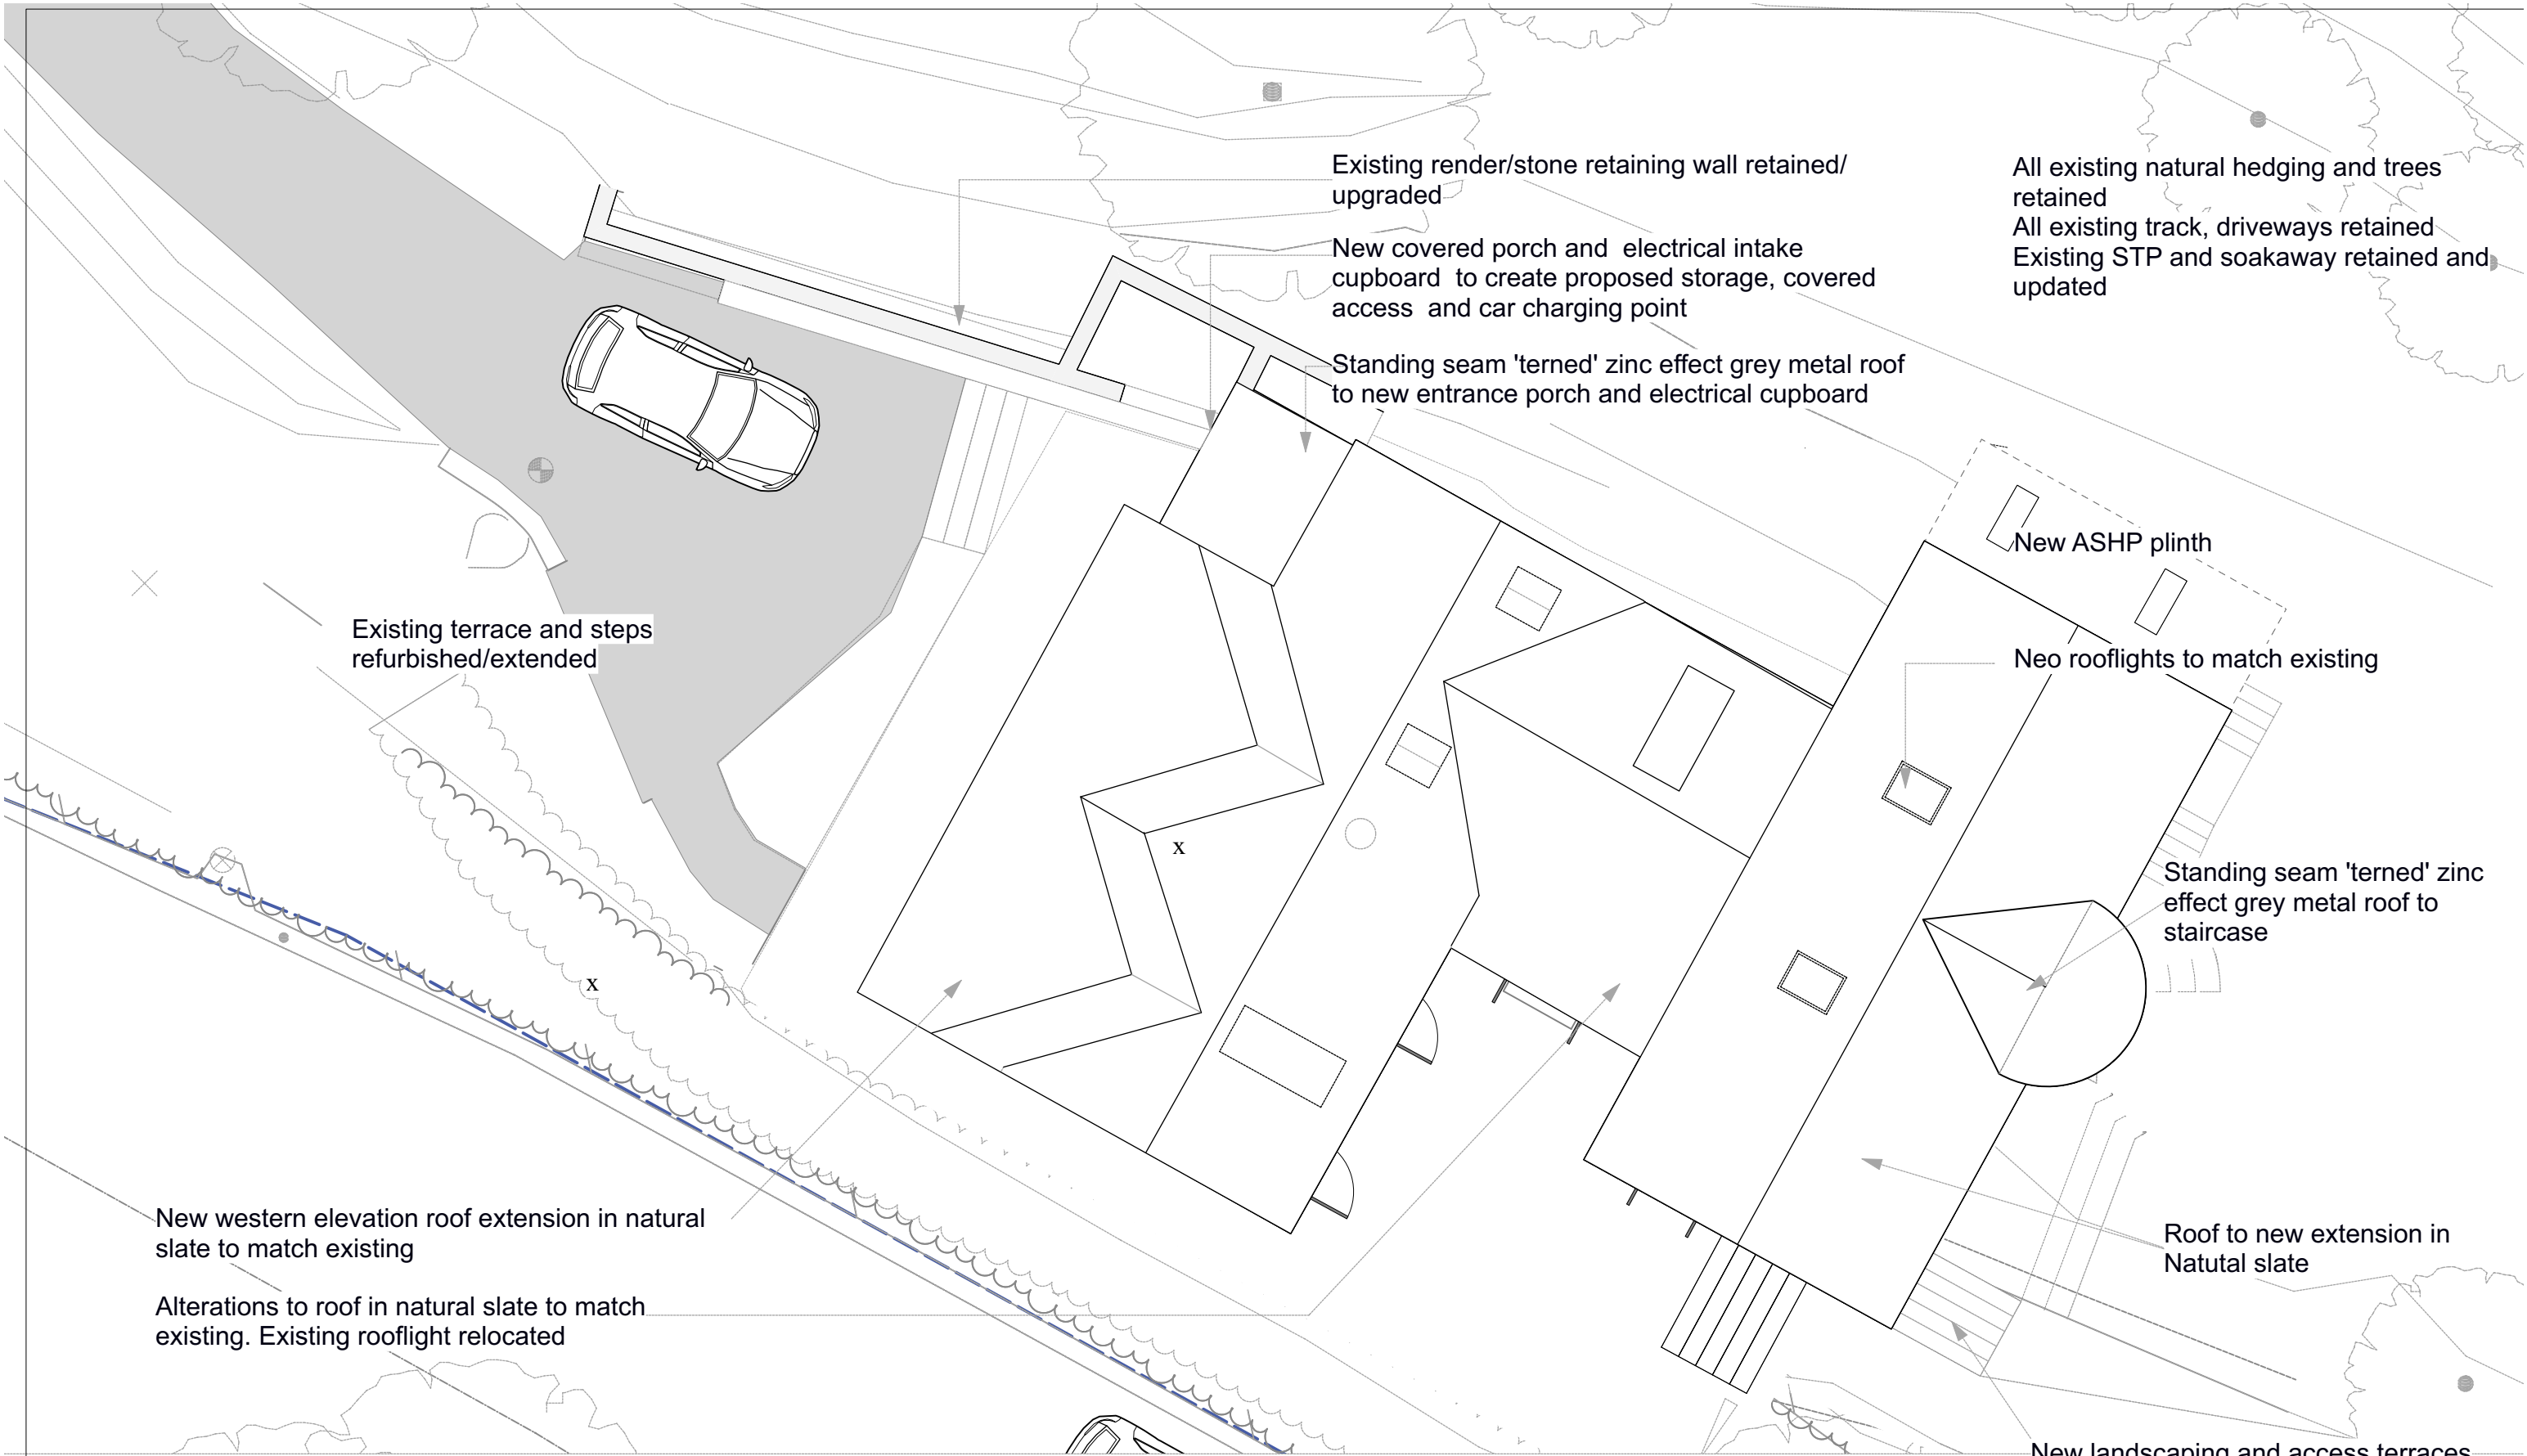 Existing render/stone retaining wall retained/
upgraded
New covered porch and electrical intake
cupboard to create proposed storage, covered
access and car charging point
Standing seam 'terned' zinc effect grey metal roof
to new entrance porch and electrical cupboard
All existing natural hedging and trees
retained
All existing track, driveways retained
Existing STP and soakaway retained and
updated
New ASHP plinth
Neo rooflights to match existing
Existing terrace and steps
refurbished/extended
Standing seam 'terned' zinc
effect grey metal roof to
staircase
x
x
New western elevation roof extension in natural
slate to match existing
Alterations to roof in natural slate to match
existing. Existing rooflight relocated
Roof to new extension in
Natutal slate
New landscaping and access terraces